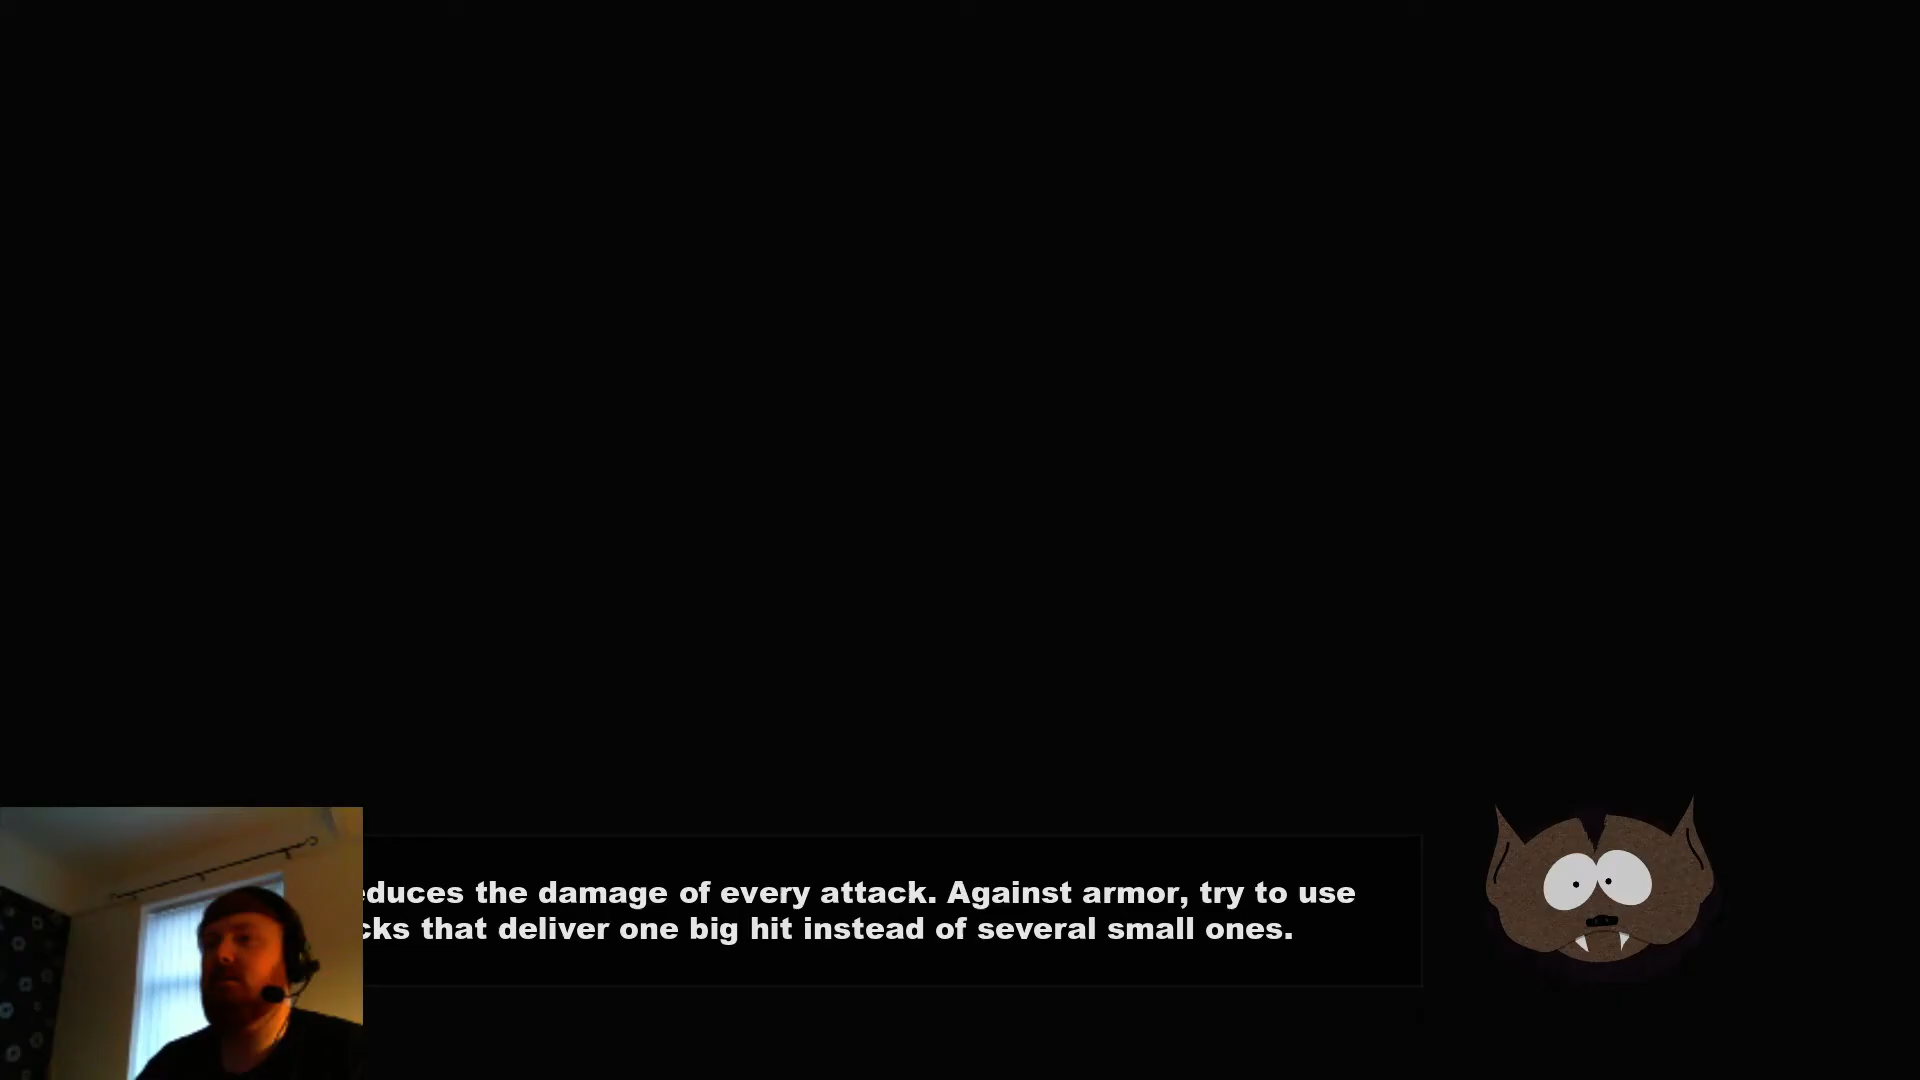 educes the damage of every attack. Against armor, try to use
cks that deliver one big hit instead of several small ones.